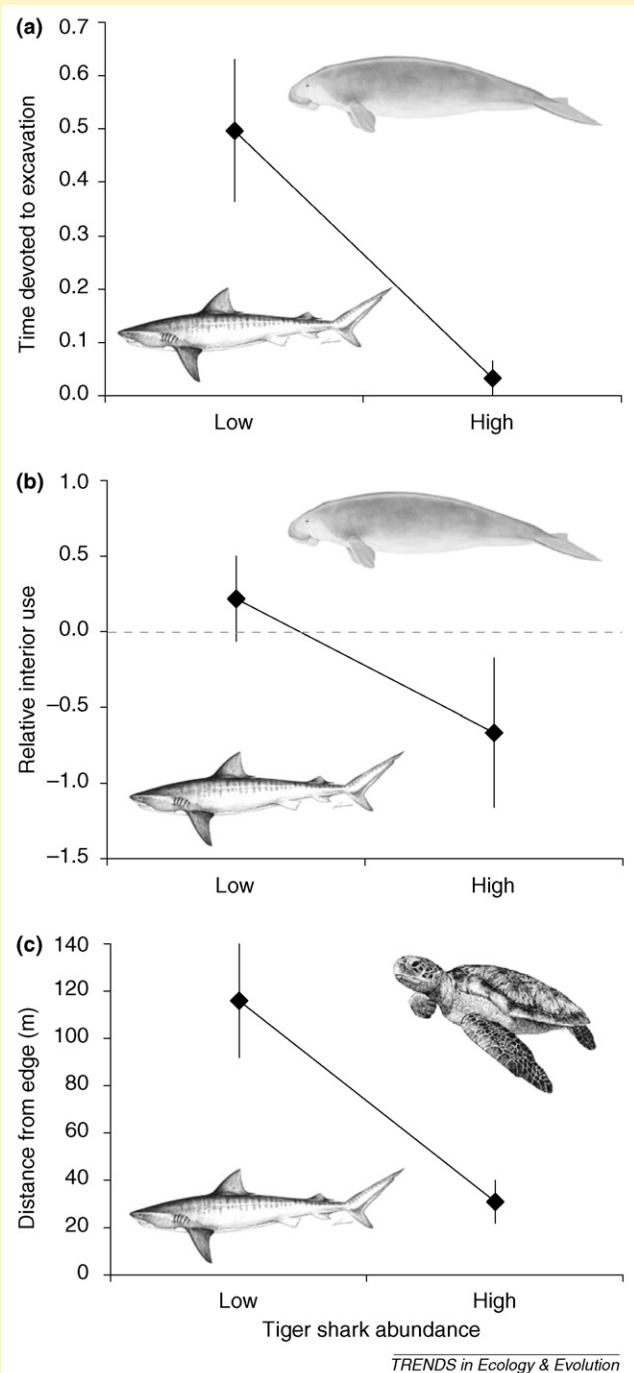 (a)
Time devoted to excavation
0.7
0.6
0.5
0.4
0.3
0.2
0.1
0.0
Low High
(b)
Relative interior use
1.0
0.5
0.0
−0.5
−1.0
−1.5
Low High
(c)
Distance from edge (m)
140
120
100
80
60
40
20
0
Low High
Tiger shark abundance
TRENDS in Ecology & Evolution